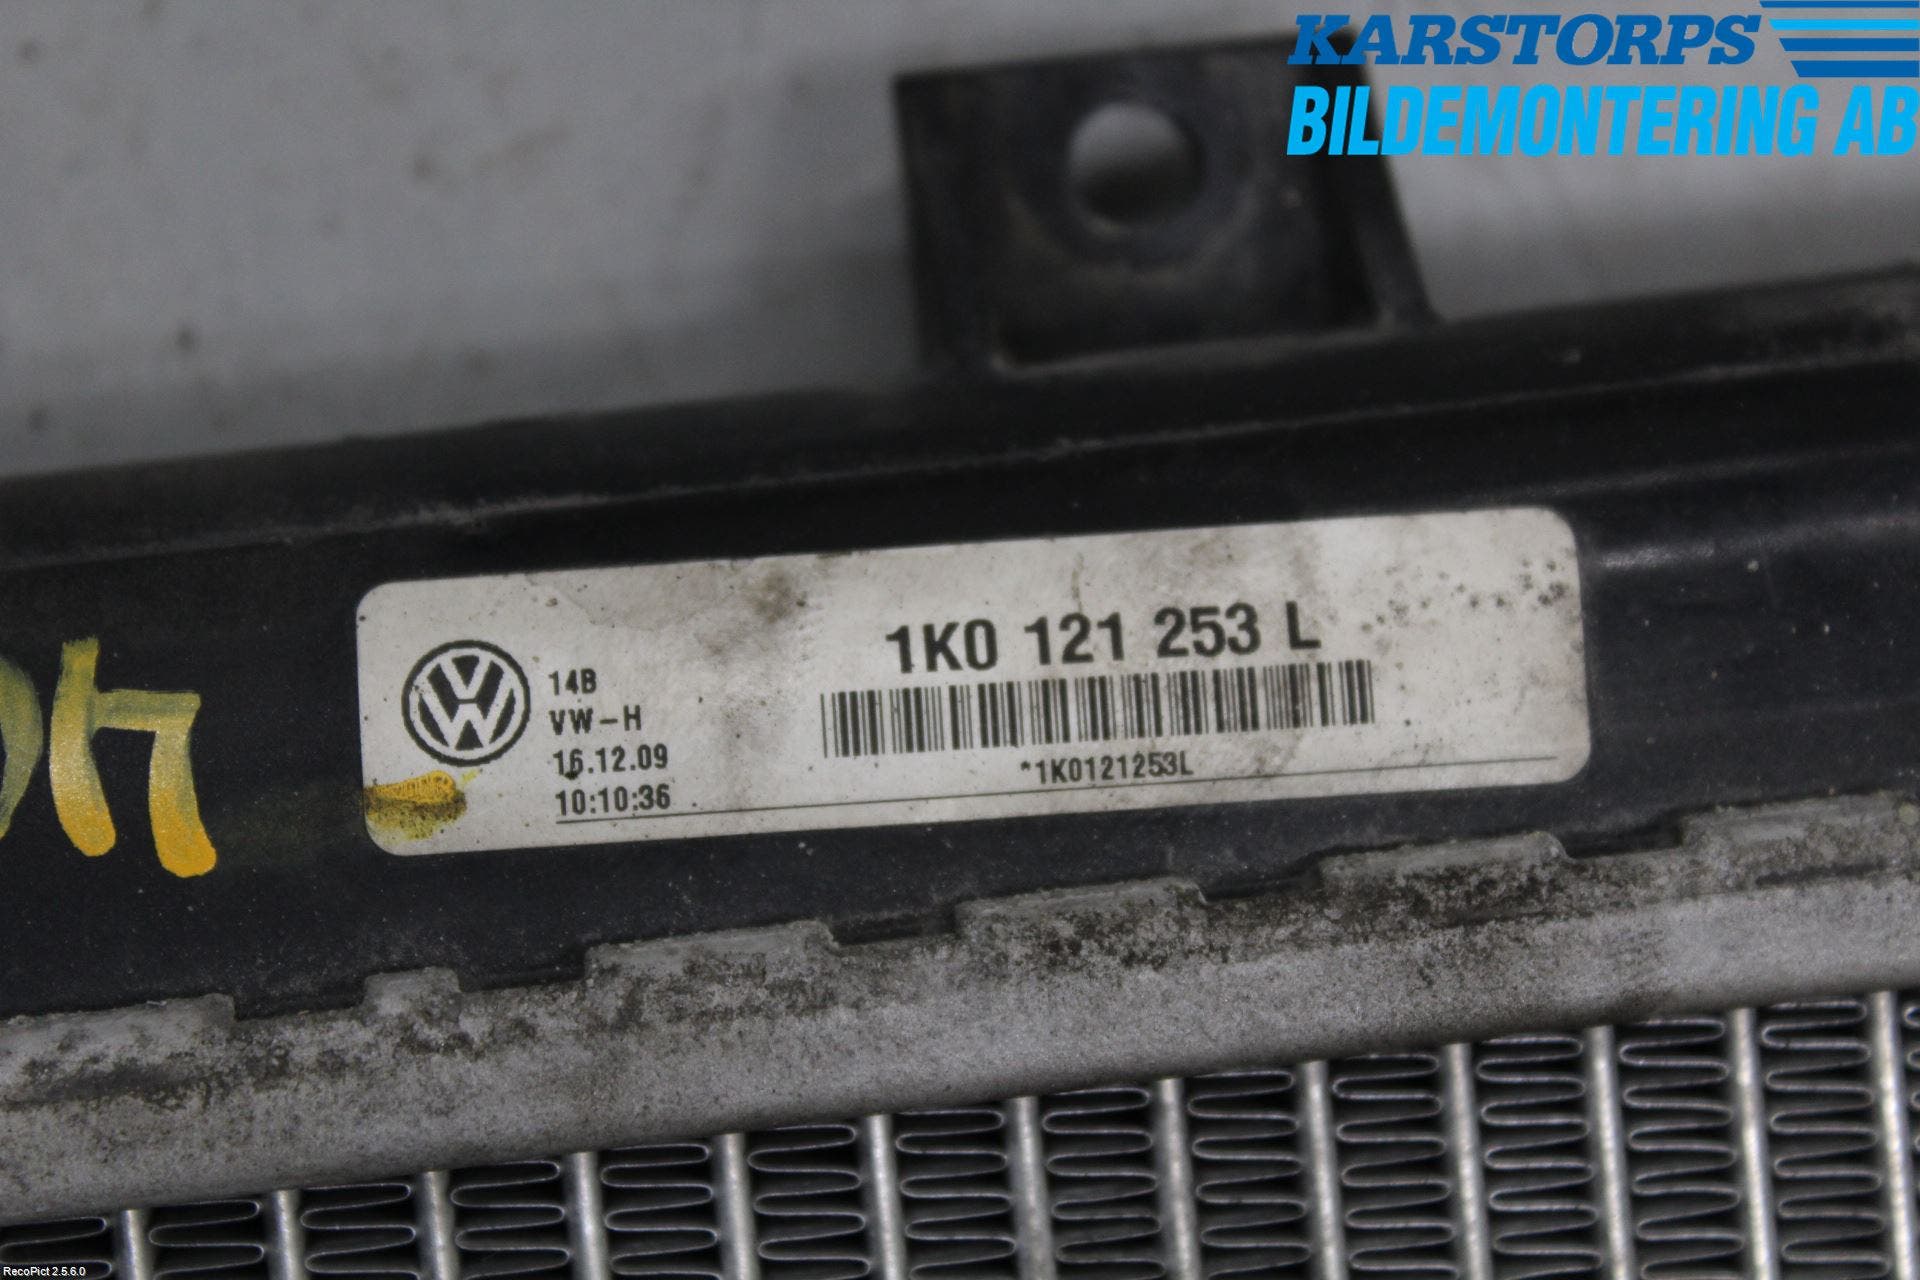 KARSTORPS
BILDEMONTERING AB
1K0 121 253 L
14B
VW-H
16.12.09
10:10:36
*1K0121253L
RecoPict 2.5.6.0